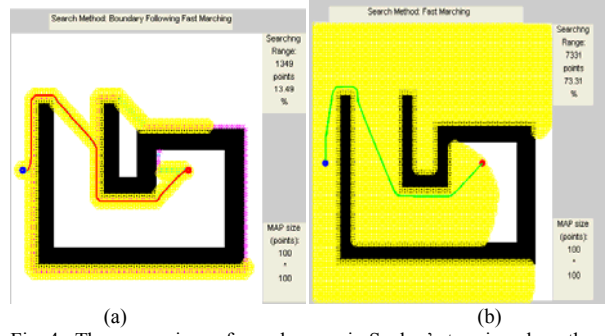 Search Method: Boundary Following Fast Marching
Searchng
Range:
1349
points
13.49
%
MAP size
(points):
100
*
100
(a)
Search Method: Fast Marching
Searchng
Range:
7331
points
73.31
%
MAP size
(points):
100
*
100
(b)